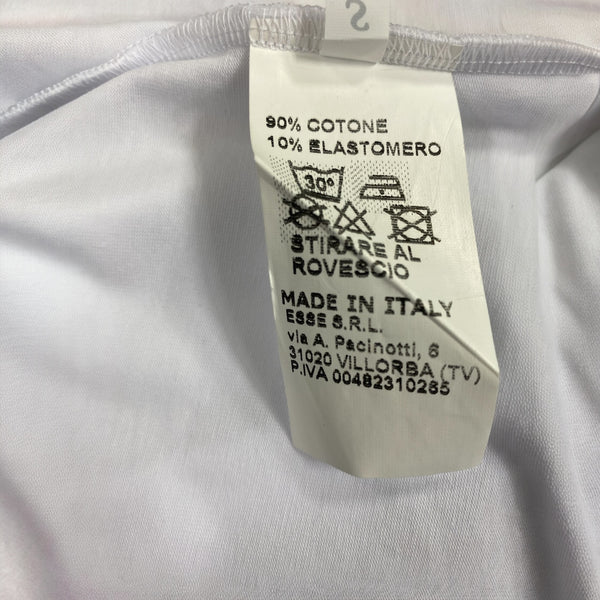 S
90% COTONE
10% ELASTOMERO
30°
STIRARE AL
ROVESCIO
MADE IN ITALY
ESSE S.R.L.
via A. Pacinotti, 6
31020 VILLORBA (TV)
P.IVA 00482310285